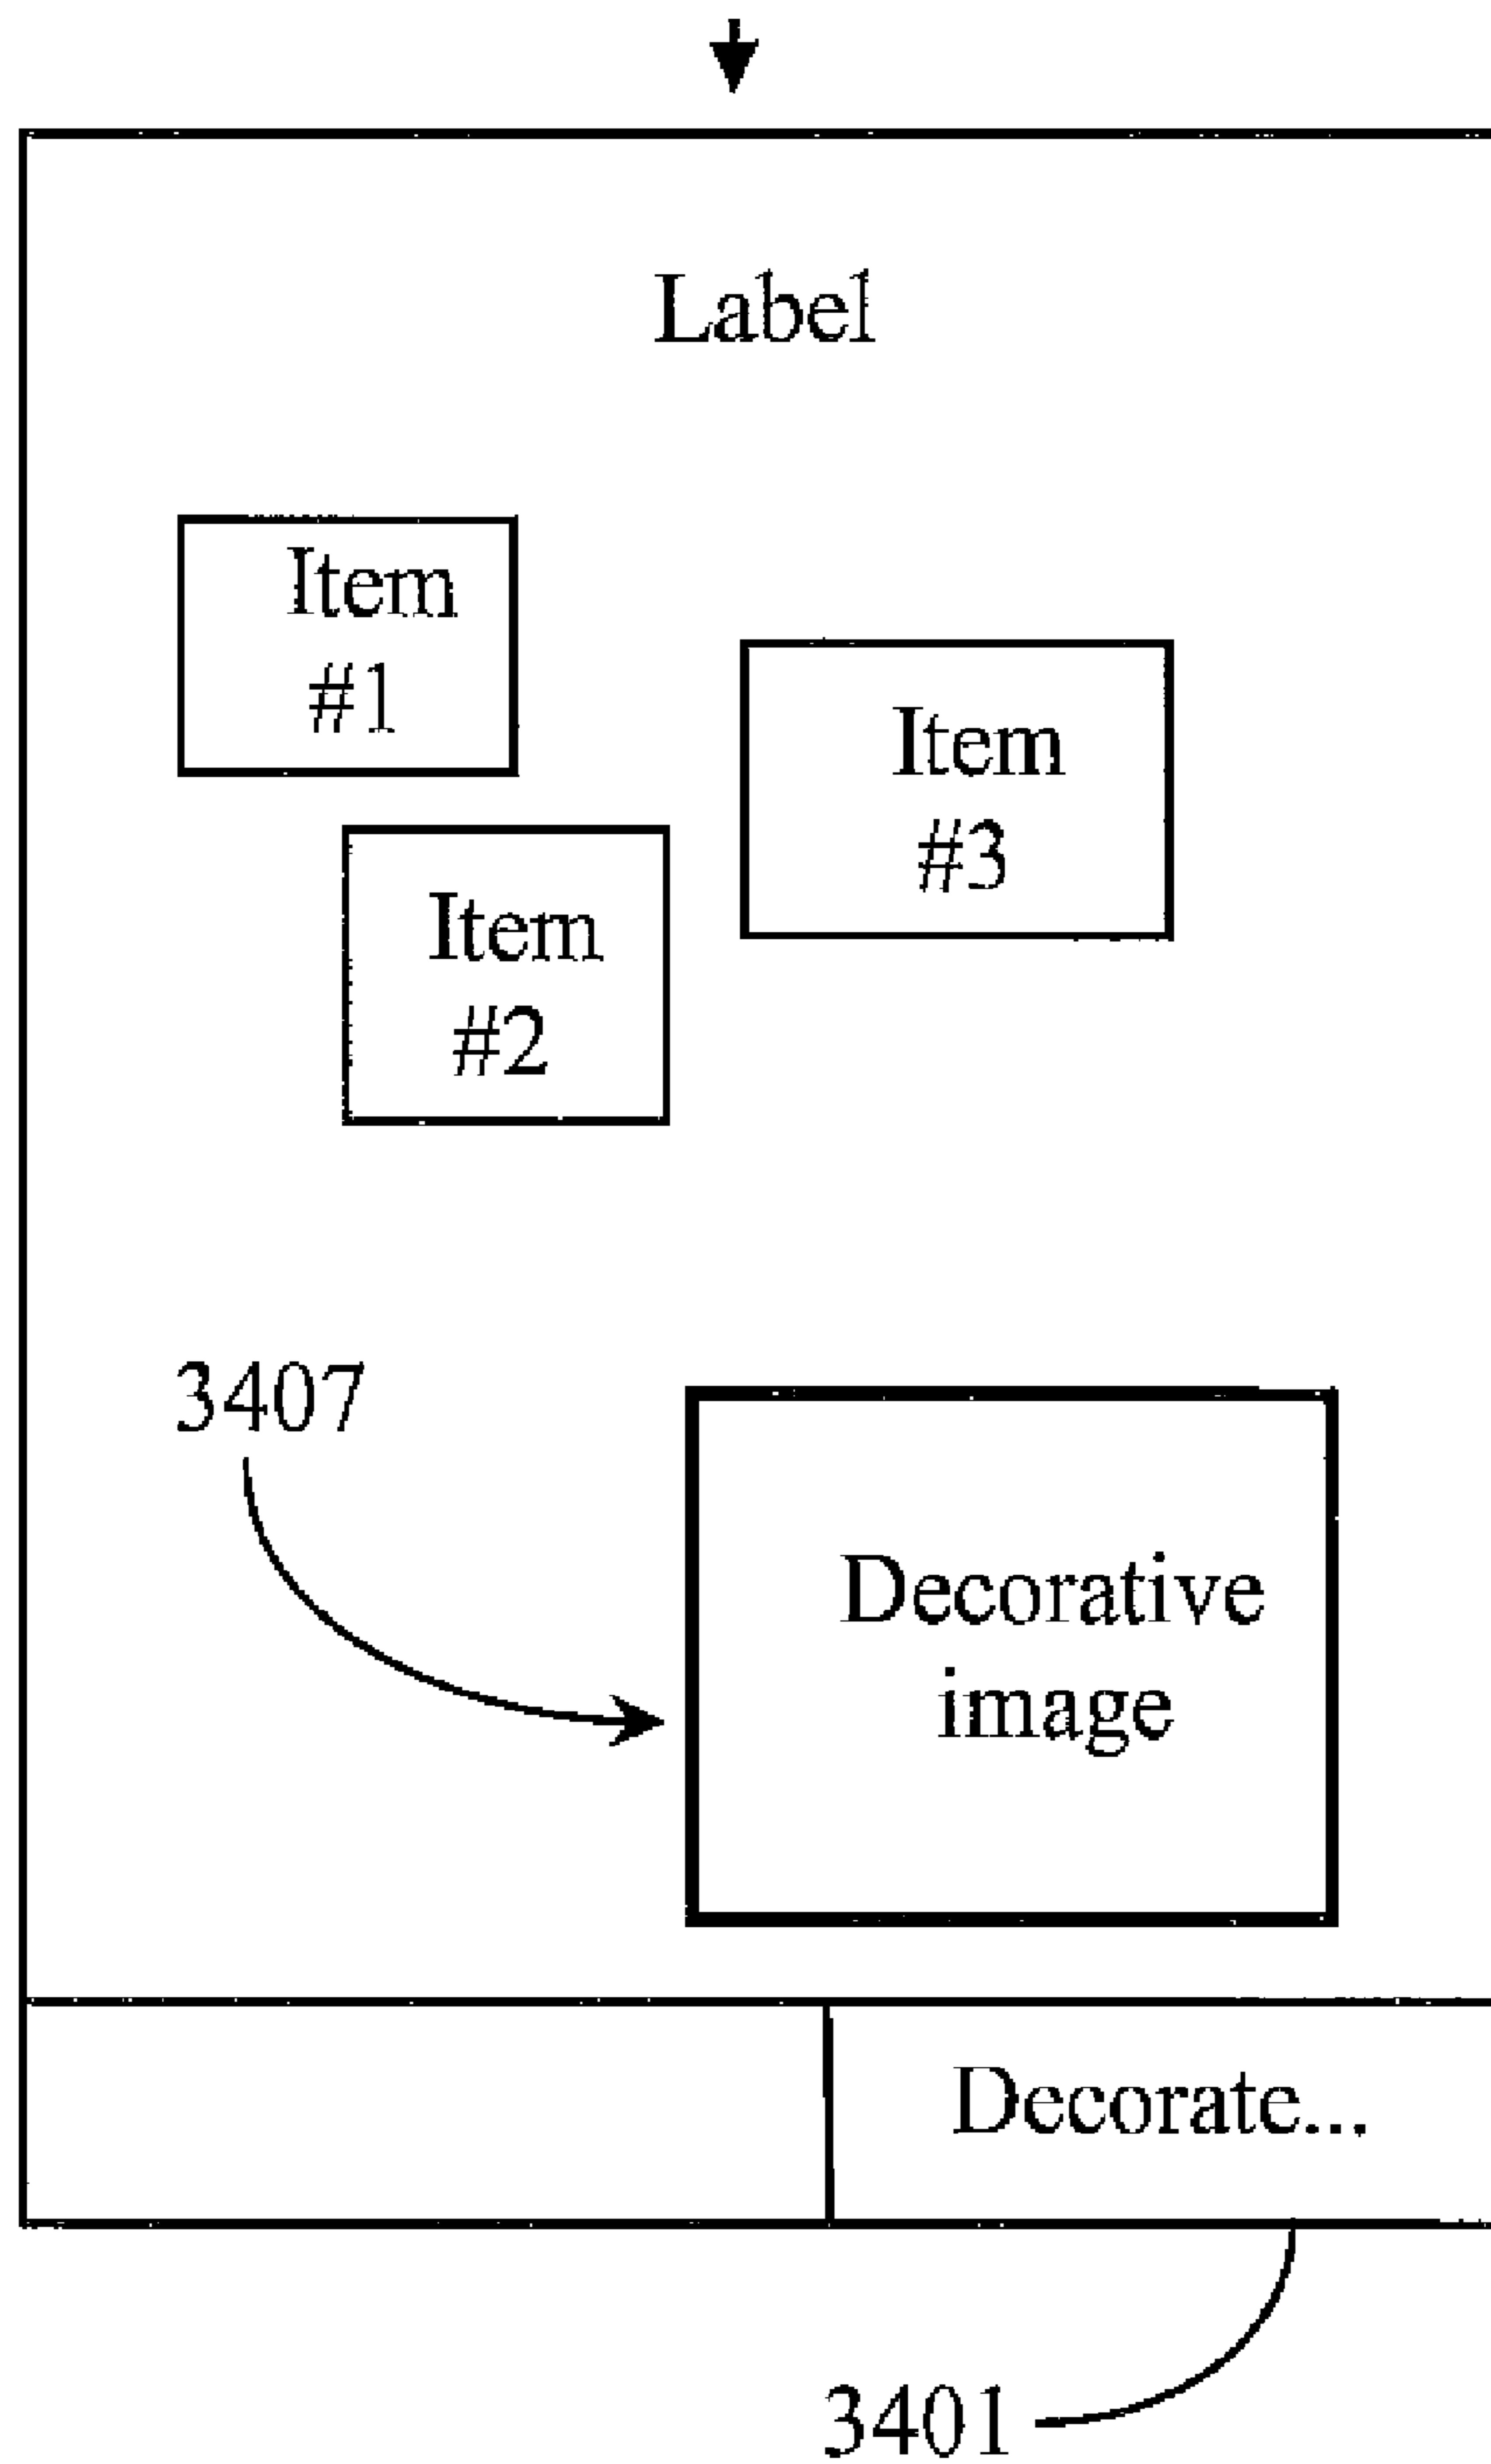 Label
Item
#1
Item
#3
Item
#2
3407
Decorative
image
Decorate...
3401